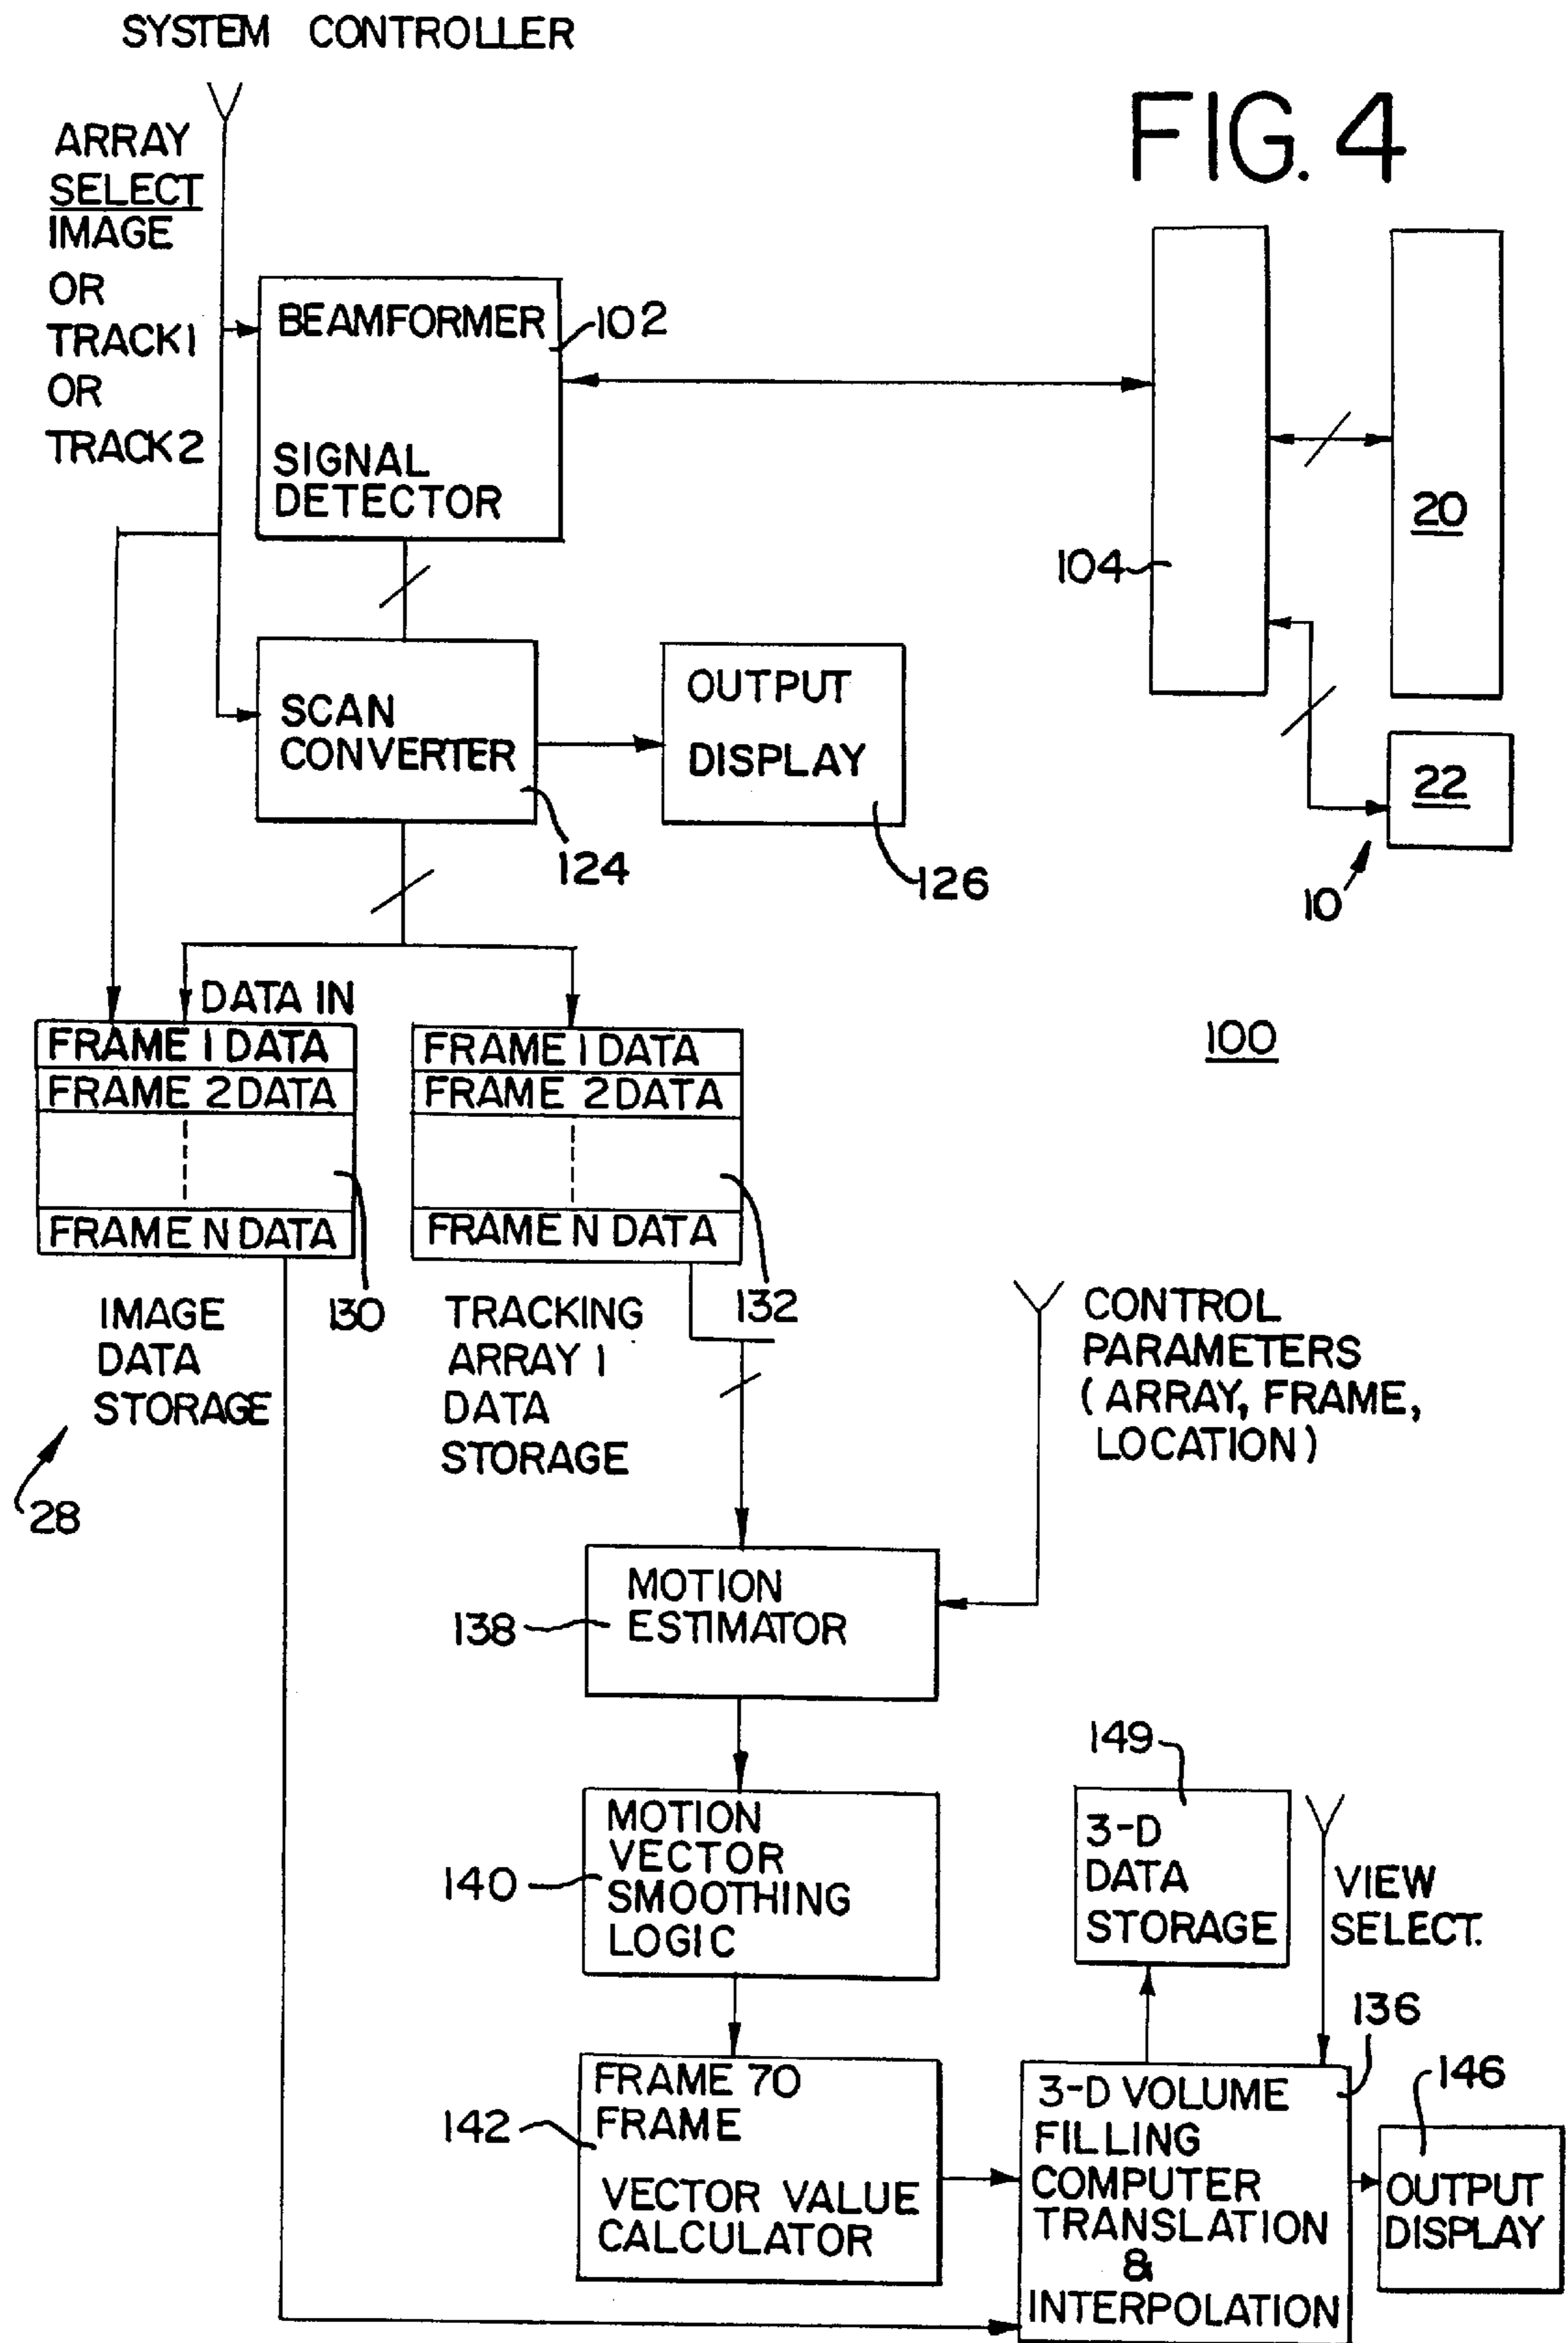 SYSTEM CONTROLLER
FIG. 4
ARRAY
SELECT
IMAGE
OR
TRACK1
OR
TRACK2
BEAMFORMER
102
SIGNAL
DETECTOR
104
20
22
10
SCAN
CONVERTER
124
OUTPUT
DISPLAY
126
100
DATA IN
FRAME 1 DATA
FRAME 2 DATA
FRAME N DATA
130
IMAGE
DATA
STORAGE
28
FRAME 1 DATA
FRAME 2 DATA
FRAME N DATA
132
TRACKING
ARRAY 1
DATA
STORAGE
CONTROL
PARAMETERS
(ARRAY, FRAME,
LOCATION)
MOTION
ESTIMATOR
138
MOTION
VECTOR
SMOOTHING
LOGIC
140
149
3-D
DATA
STORAGE
VIEW
SELECT.
FRAME 70
FRAME
VECTOR VALUE
CALCULATOR
142
136
3-D VOLUME
FILLING
COMPUTER
TRANSLATION
&
INTERPOLATION
146
OUTPUT
DISPLAY